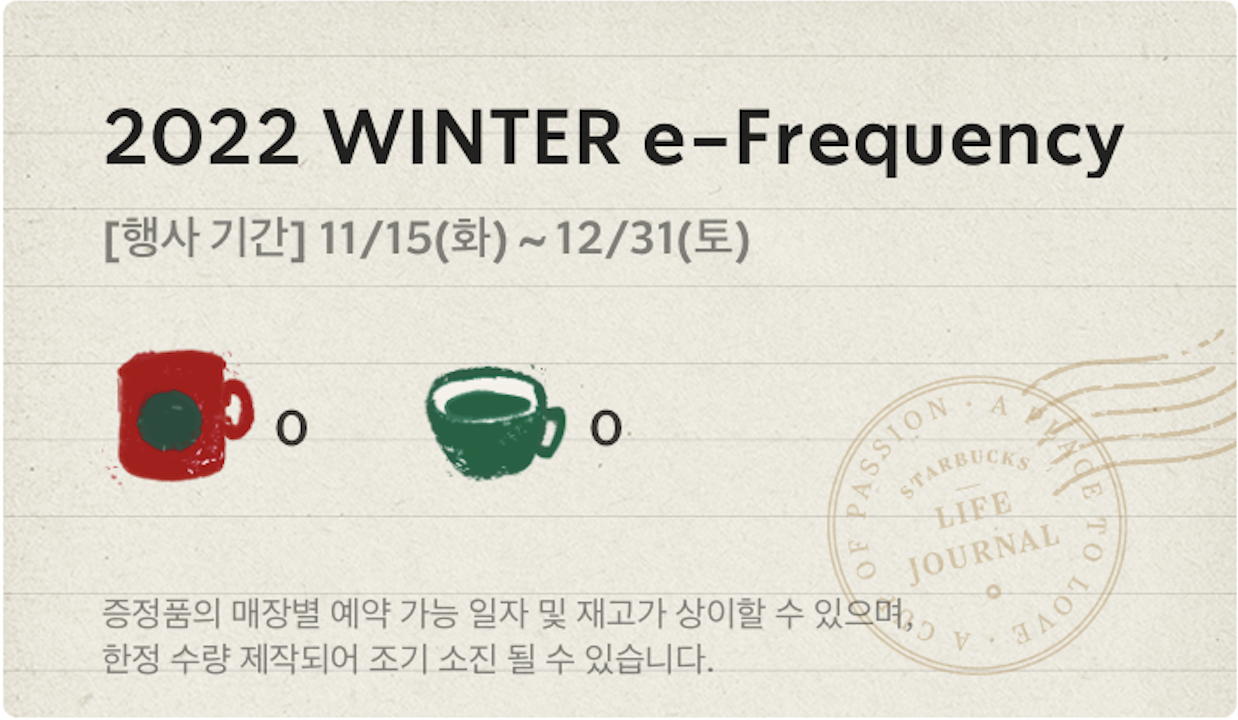 2022 WINTER e-Frequency
[행사 기간] 11/15(화) ~ 12/31(토)
0
0
A CUP OF PASSION · A PLACE TO LOVE ·
STARBUCKS
LIFE
JOURNAL
증정품의 매장별 예약 가능 일자 및 재고가 상이할 수 있으며,
한정 수량 제작되어 조기 소진 될 수 있습니다.